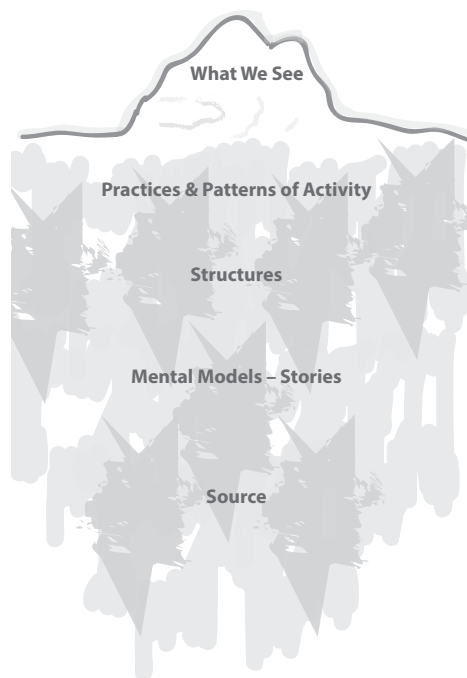 What We See
Practices & Patterns of Activity
Structures
Mental Models – Stories
Source